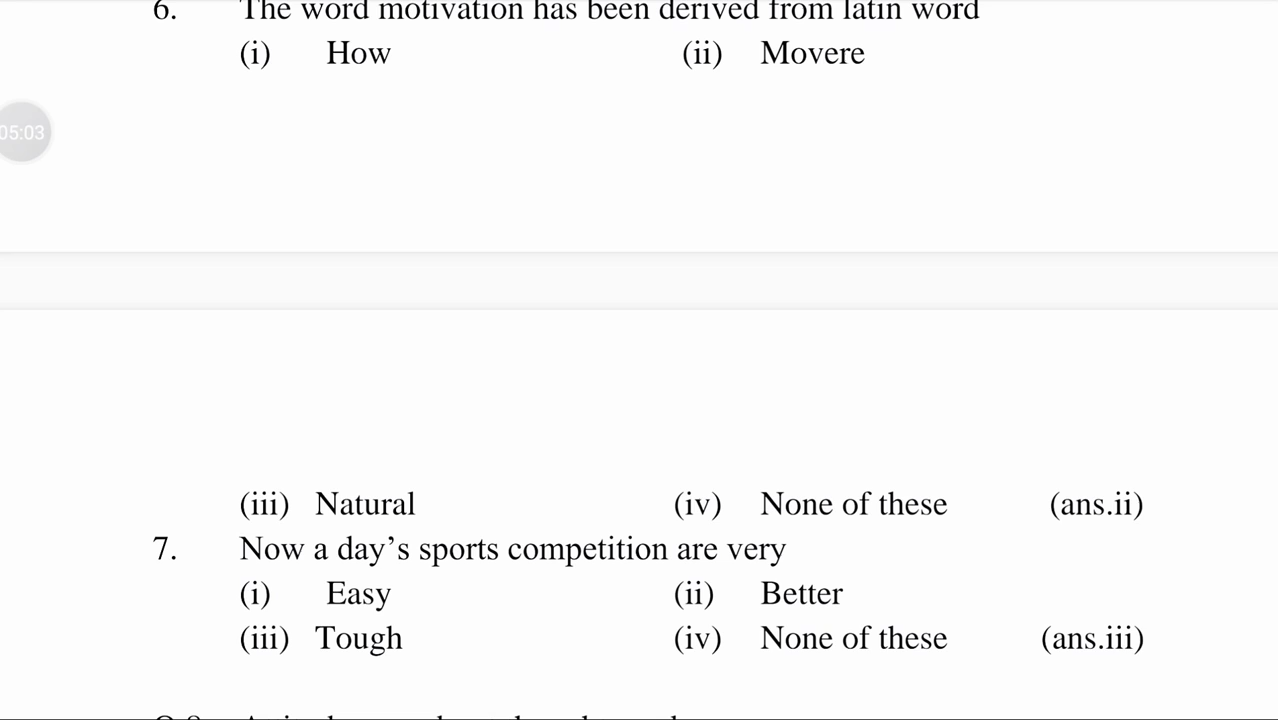 6. The word motivation has been derived from latin word
(i) How (ii) Movere
05:03
(iii) Natural (iv) None of these (ans.ii)
7. Now a day’s sports competition are very
(i) Easy (ii) Better
(iii) Tough (iv) None of these (ans.iii)